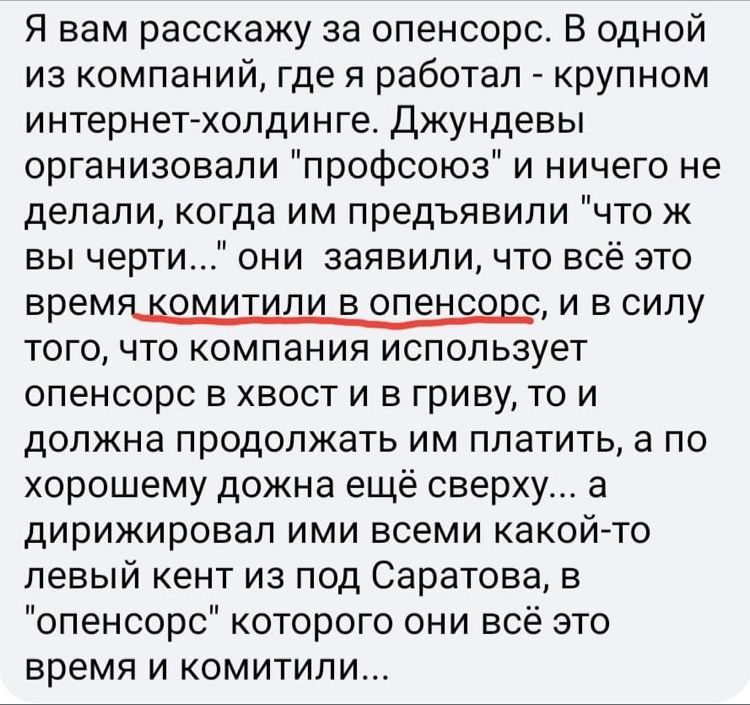 Я вам расскажу за опенсорс. В одной
из компаний, где я работал - крупном
интернет-холдинге. Джундевы
организовали "профсоюз" и ничего не
делали, когда им предъявили "что ж
вы черти..." они  заявили, что всё это
время комитили в опенсорс, и в силу
того, что компания использует
опенсорс в хвост и в гриву, то и
должна продолжать им платить, а по
хорошему дожна ещё сверху... а
дирижировал ими всеми какой-то
левый кент из под Саратова, в
"опенсорс" которого они всё это
время и комитили...